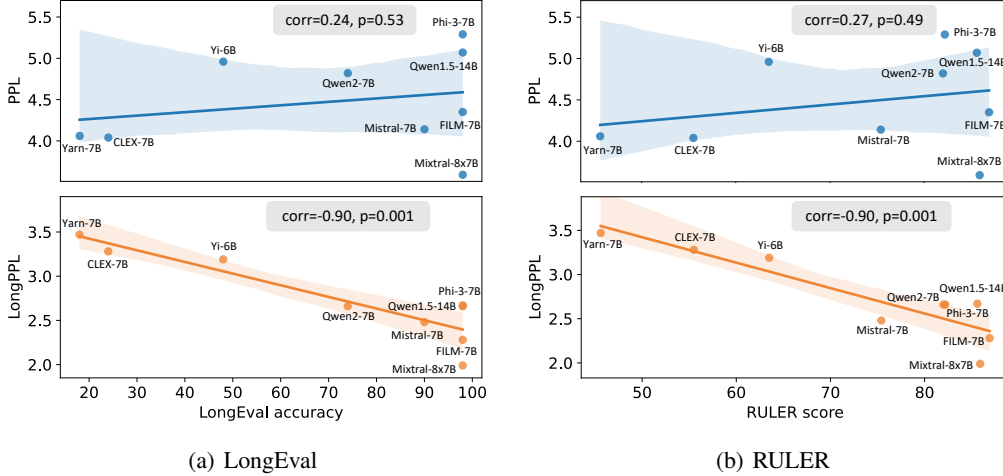 corr=0.24, p=0.53
PPL
5.5
5.0
4.5
4.0
Yarn-7B
CLEX-7B
Yi-6B
Qwen2-7B
Mistral-7B
Phi-3-7B
Qwen1.5-14B
FILM-7B
Mixtral-8x7B
corr=-0.90, p=0.001
LongPPL
3.5
3.0
2.5
2.0
Yarn-7B
CLEX-7B
Yi-6B
Qwen2-7B
Qwen1.5-14B
Phi-3-7B
Mistral-7B
FILM-7B
Mixtral-8x7B
20 30 40 50 60 70 80 90 100
LongEval accuracy
(a) LongEval
corr=0.27, p=0.49
PPL
5.5
5.0
4.5
4.0
Yarn-7B
CLEX-7B
Yi-6B
Phi-3-7B
Qwen1.5-14B
Qwen2-7B
Mistral-7B
FILM-7B
Mixtral-8x7B
corr=-0.90, p=0.001
LongPPL
3.5
3.0
2.5
2.0
Yarn-7B
CLEX-7B
Yi-6B
Qwen1.5-14B
Qwen2-7B
Phi-3-7B
Mistral-7B
FILM-7B
Mixtral-8x7B
50 60 70 80
RULER score
(b) RULER